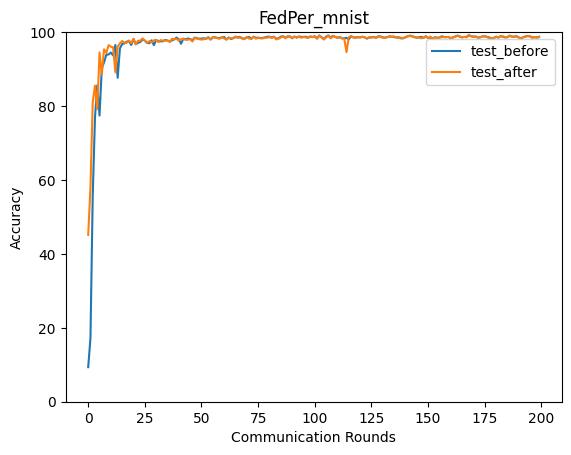 FedPer_mnist
test_before
test_after
100
80
60
40
20
0
Accuracy
0 25 50 75 100 125 150 175 200
Communication Rounds